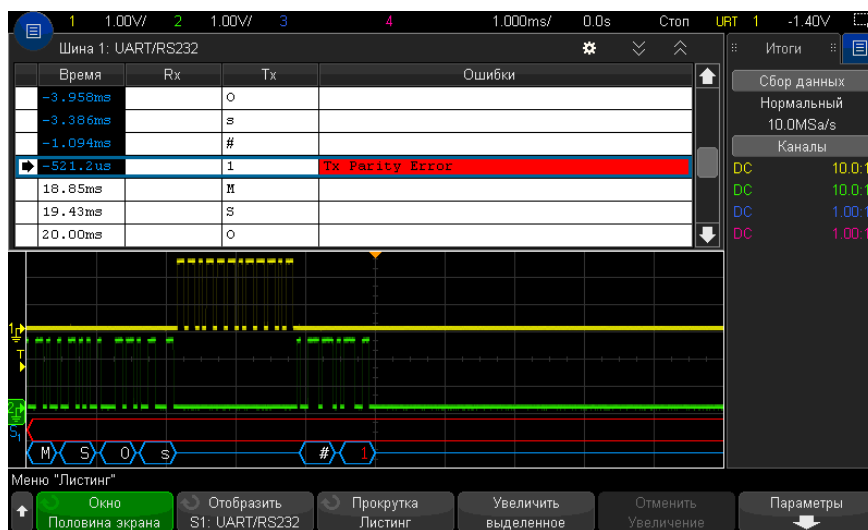 1 1.00V/ 2 1.00V/ 3 4 1.000ms/ 0.0s Стоп URT 1 -1.40V
Шина 1: UART/RS232
Время Rx Tx Ошибки
-3.958ms O
-3.386ms s
-1.094ms #
-521.2us 1 Tx Parity Error
18.85ms M
19.43ms S
20.00ms O
Итоги
Сбор данных
Нормальный
10.0MSa/s
Каналы
DC 10.0:1
DC 10.0:1
DC 1.00:1
DC 1.00:1
1
T
2
S1
M S O s # 1
Меню "Листинг"
Окно
Половина экрана
Отобразить
S1: UART/RS232
Прокрутка
Листинг
Увеличить
выделенное
Отменить
Увеличение
Параметры